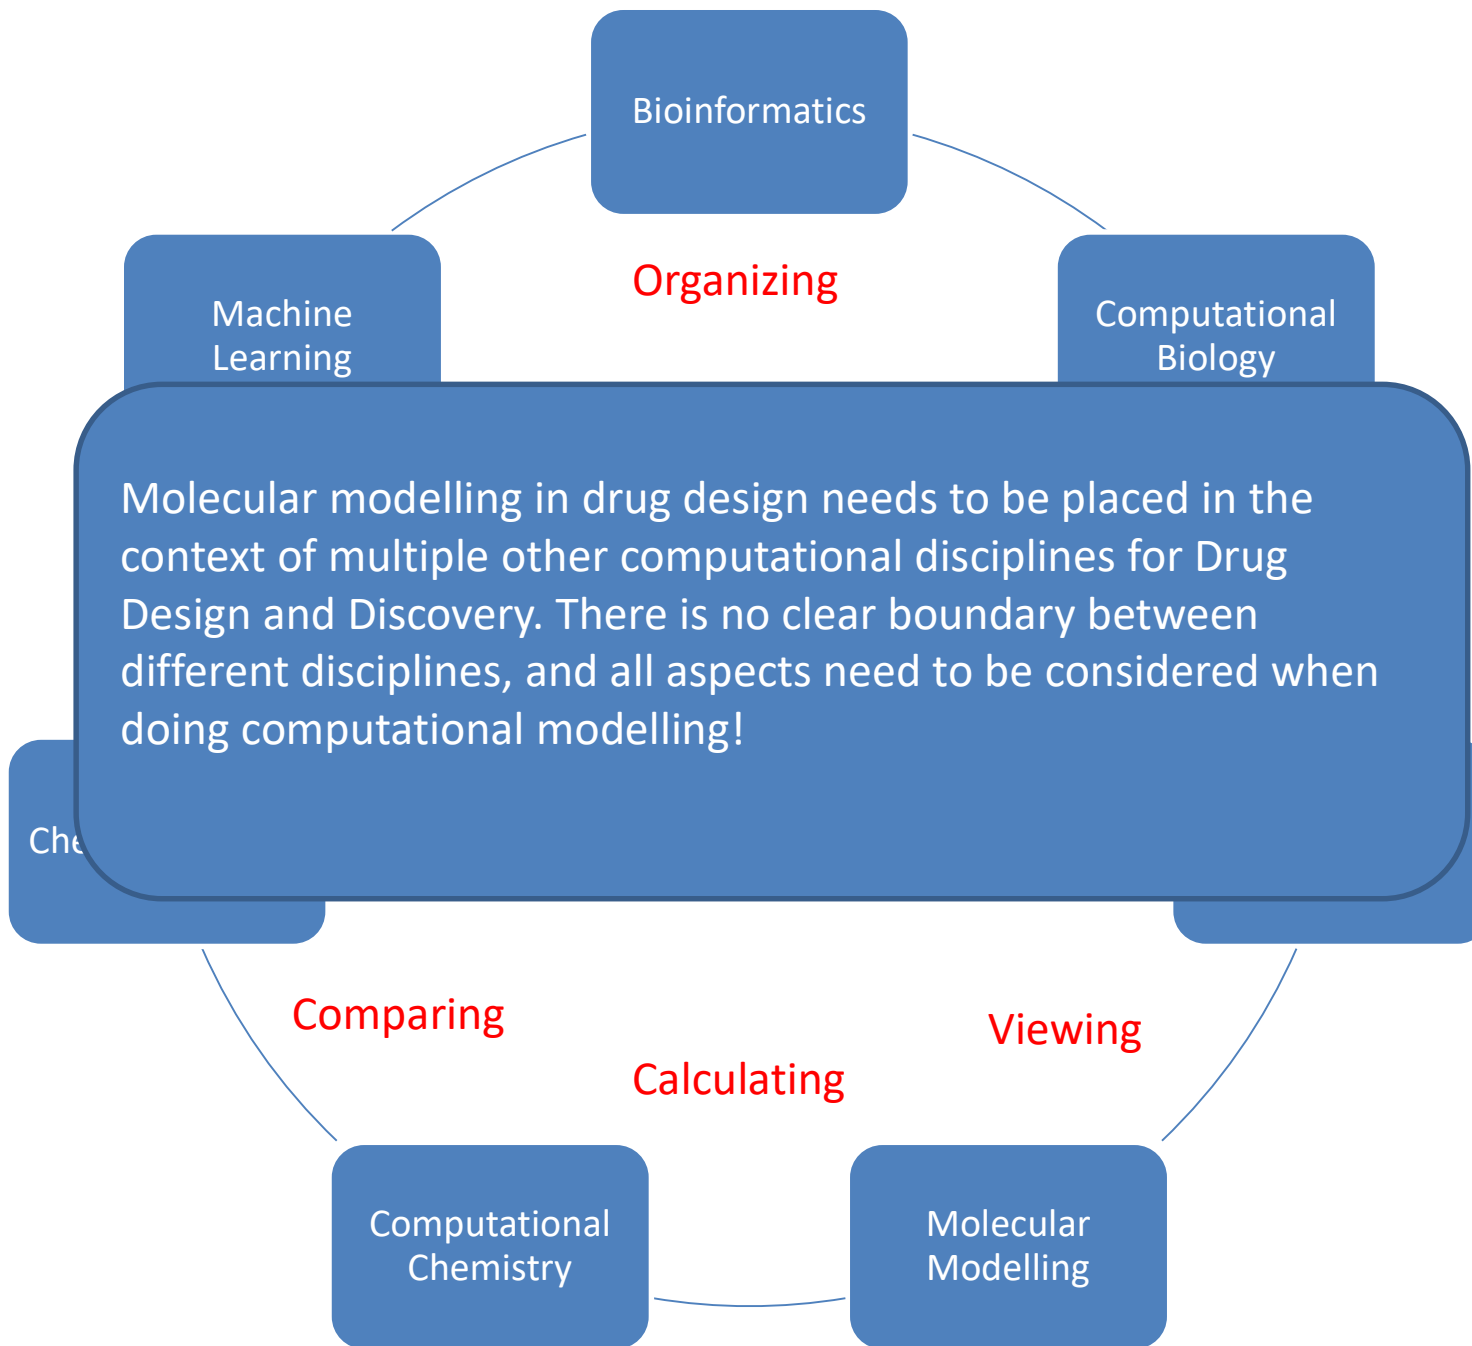 Bioinformatics
Organizing
Machine
Learning
Computational
Biology
Molecular modelling in drug design needs to be placed in the
context of multiple other computational disciplines for Drug
Design and Discovery. There is no clear boundary between
different disciplines, and all aspects need to be considered when
doing computational modelling!
Comparing
Viewing
Calculating
Computational
Chemistry
Molecular
Modelling